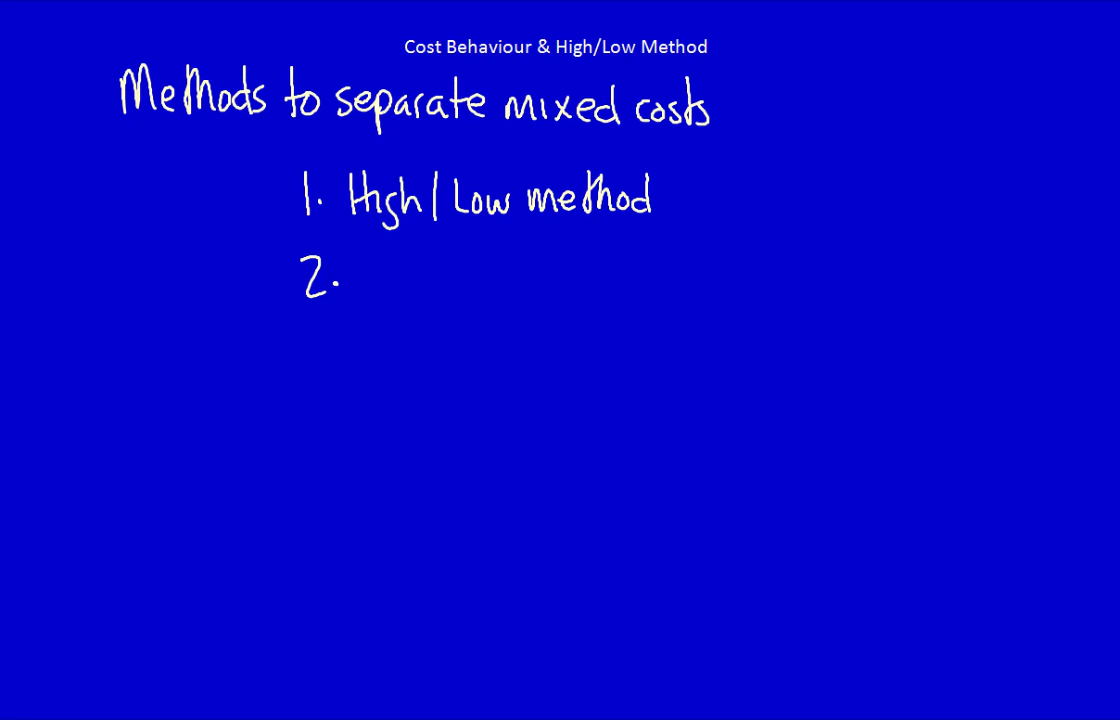 Cost Behaviour & High/Low Method
Methods to separate mixed costs
1. High/Low method
2.